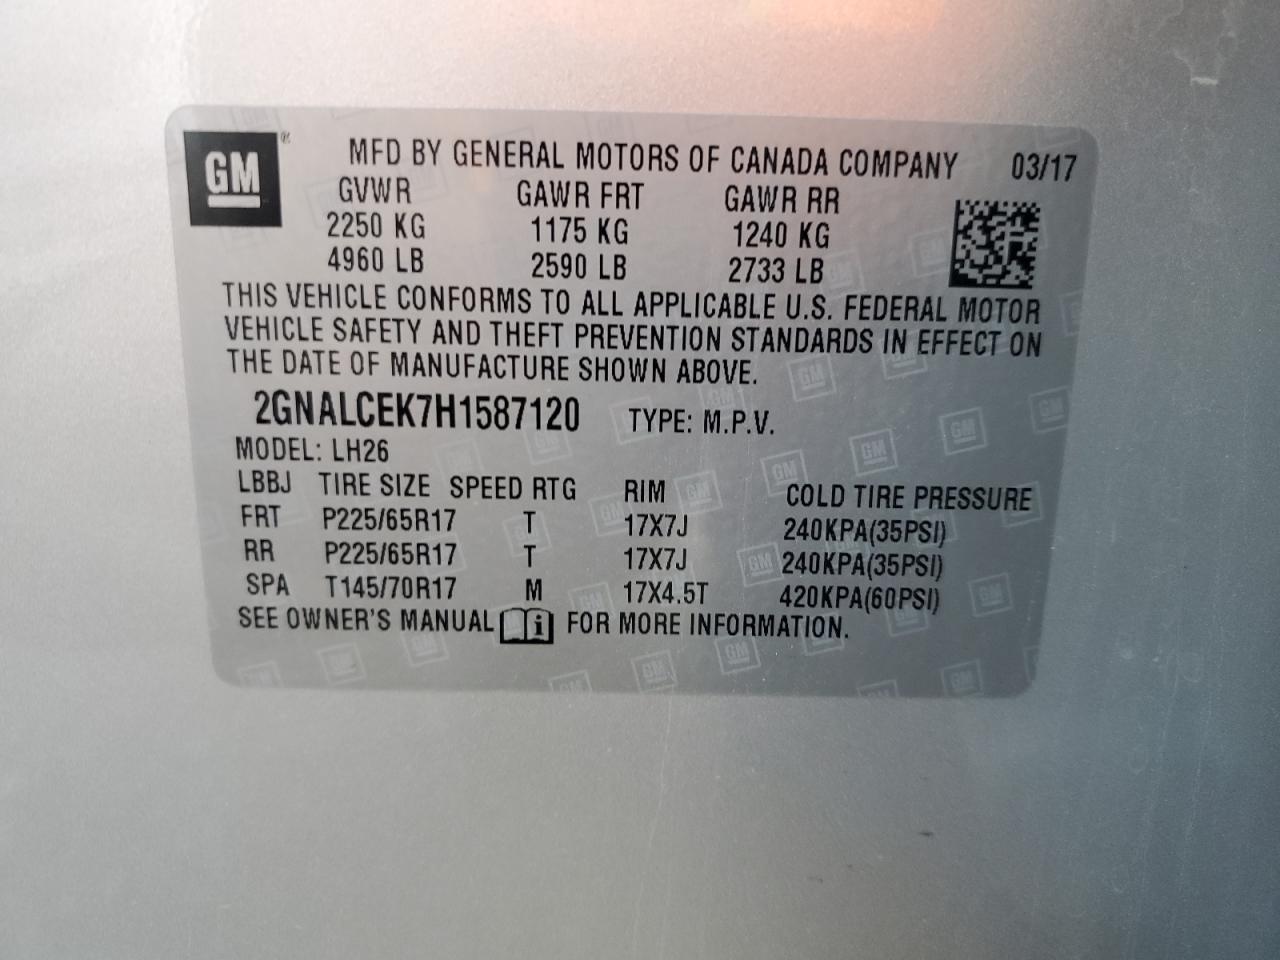 GM® MFD BY GENERAL MOTORS OF CANADA COMPANY 03/17
GVWR GAWR FRT GAWR RR
2250 KG 1175 KG 1240 KG
4960 LB 2590 LB 2733 LB
THIS VEHICLE CONFORMS TO ALL APPLICABLE U.S. FEDERAL MOTOR
VEHICLE SAFETY AND THEFT PREVENTION STANDARDS IN EFFECT ON
THE DATE OF MANUFACTURE SHOWN ABOVE.
2GNALCEK7H1587120 TYPE: M.P.V.
MODEL: LH26
LBBJ TIRE SIZE SPEED RTG RIM COLD TIRE PRESSURE
FRT P225/65R17 T 17X7J 240KPA(35PSI)
RR P225/65R17 T 17X7J 240KPA(35PSI)
SPA T145/70R17 M 17X4.5T 420KPA(60PSI)
SEE OWNER'S MANUAL i FOR MORE INFORMATION.